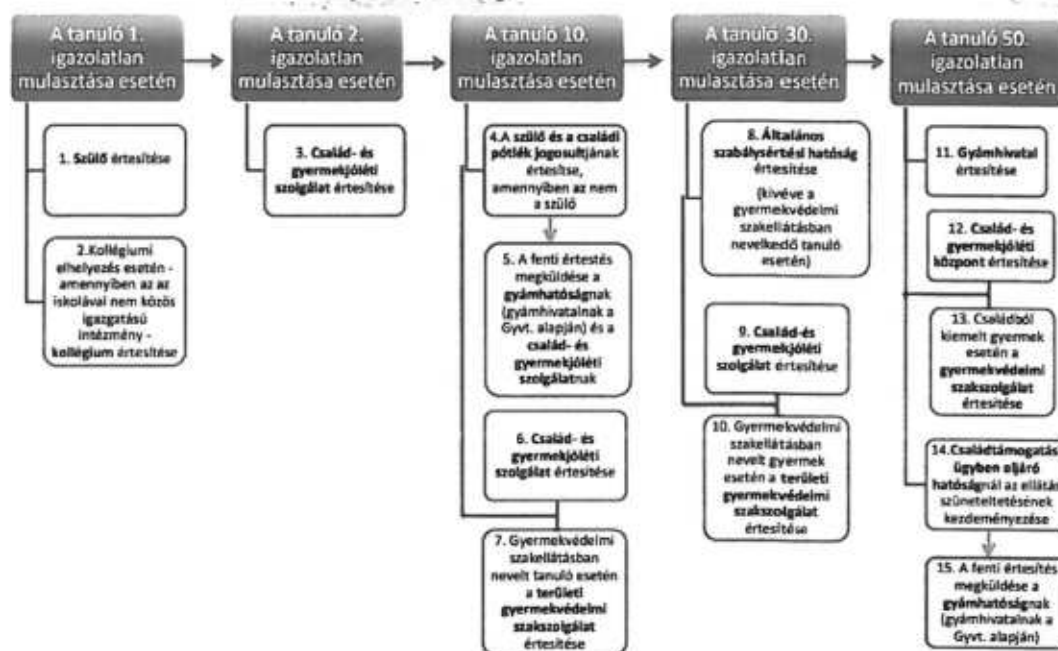 A tanuló 1.
igazolatlan
mulasztása esetén
1. Szülő értesítése
2.Kollégiumi
elhelyezés esetén -
amennyiben az az
iskolával nem közös
igazgatású
intézmény -
kollégium értesítése
A tanuló 2.
igazolatlan
mulasztása esetén
3. Család- és
gyermekjóléti
szolgálat értesítése
A tanuló 10.
igazolatlan
mulasztása esetén
4.A szülő és a családi
pótlék jogosultjának
értesítse,
amennyiben az nem
a szülő
5. A fenti értestés
megküldése a
gyámhatóságnak
(gyámhivatalnak a
Gyvt. alapján) és a
család- és
gyermekjóléti
szolgálatnak
6. Család- és
gyermekjóléti
szolgálat értesítése
7. Gyermekvédelmi
szakellátásban
nevelt tanuló esetén
a területi
gyermekvédelmi
szakszolgálat
értesítése
A tanuló 30.
igazolatlan
mulasztása esetén
8. Általános
szabálysértési hatóság
értesítése
(kivéve a
gyermekvédelmi
szakellátásban
nevelkedő tanuló
esetén)
9. Család-és
gyermekjóléti
szolgálat értesítése
10. Gyermekvédelmi
szakellátásban
nevelt gyermek
esetén a területi
gyermekvédelmi
szakszolgálat
értesítése
A tanuló 50.
igazolatlan
mulasztása esetén
11. Gyámhivatal
értesítése
12. Család- és
gyermekjóléti
központ értesítése
13. Családból
kiemelt gyermek
esetén a
gyermekvédelmi
szakszolgálat
értesítése
14.Családtámogatás
ügyben eljáró
hatóságnál az ellátás
szüneteltetésének
kezdeményezése
15. A fenti értesítés
megküldése a
gyámhatóságnak
(gyámhivatalnak a
Gyvt. alapján)